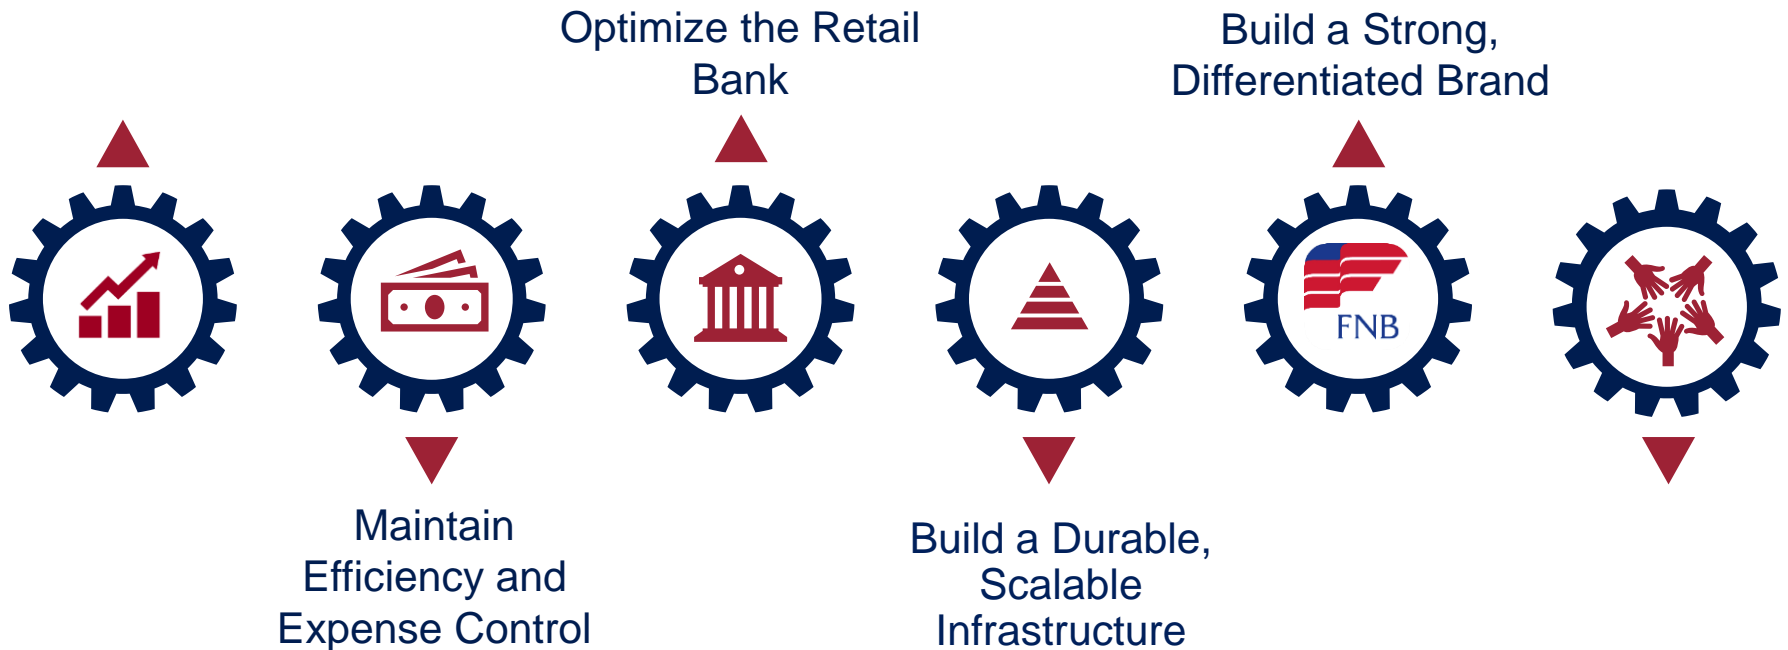 Optimize the Retail
Bank
Build a Strong,
Differentiated Brand
FNB
Maintain
Efficiency and
Expense Control
Build a Durable,
Scalable
Infrastructure